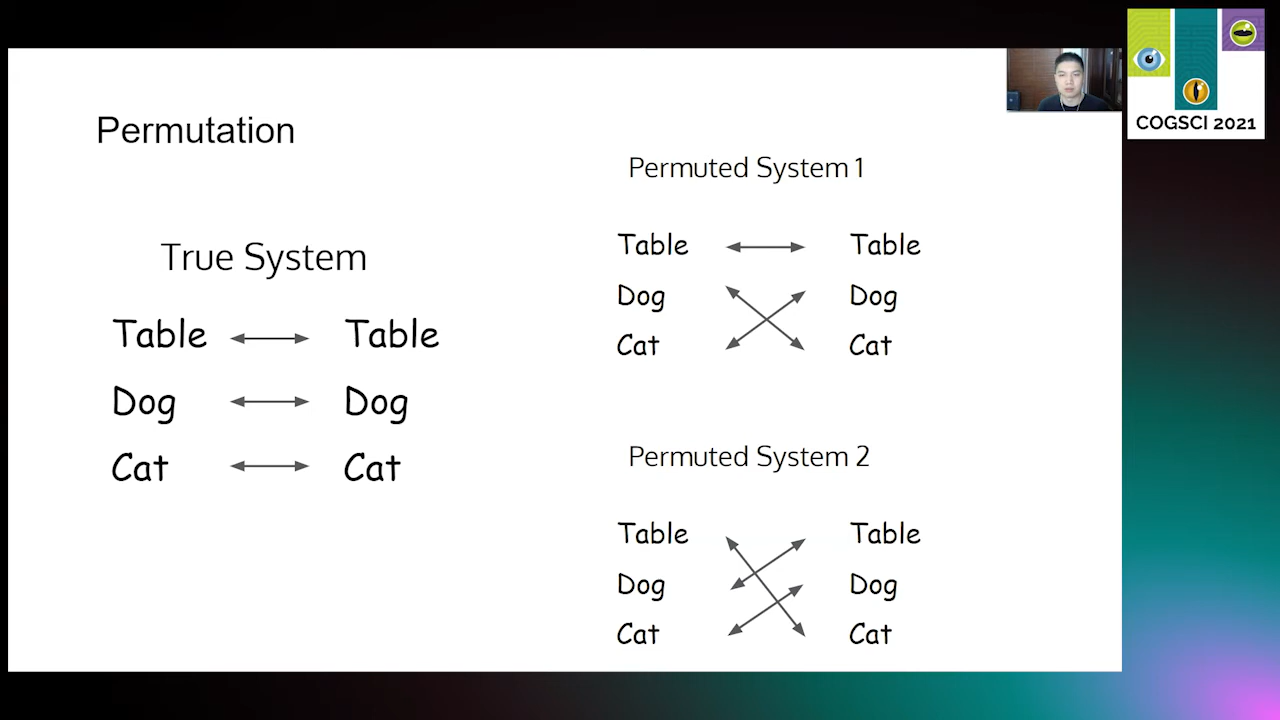 Permutation
True System
Table Table
Dog Dog
Cat Cat
Permuted System 1
Table Table
Dog Dog
Cat Cat
Permuted System 2
Table Table
Dog Dog
Cat Cat
COGSCI 2021